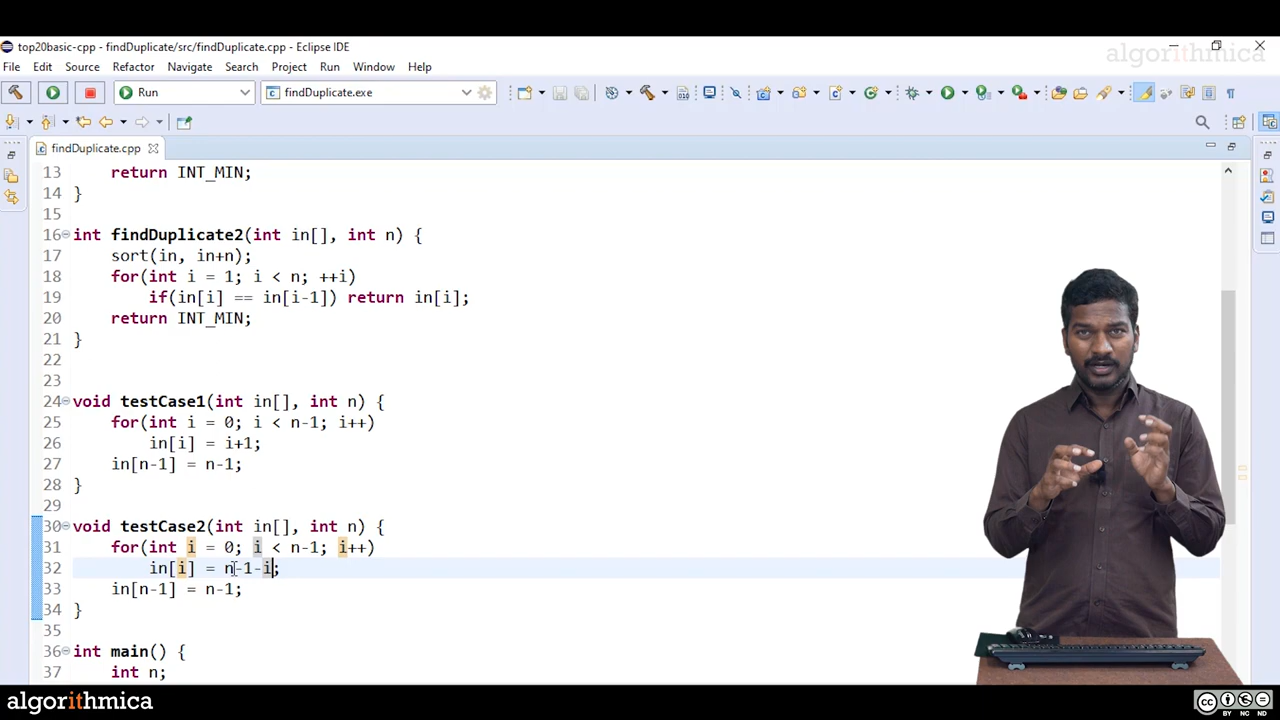 top20basic-cpp - findDuplicate/src/findDuplicate.cpp - Eclipse IDE
algorithmica
File Edit Source Refactor Navigate Search Project Run Window Help
Run findDuplicate.exe
findDuplicate.cpp
13 return INT_MIN;
14 }
15
16 int findDuplicate2(int in[], int n) {
17 sort(in, in+n);
18 for(int i = 1; i < n; ++i)
19 if(in[i] == in[i-1]) return in[i];
20 return INT_MIN;
21 }
22
23
24 void testCase1(int in[], int n) {
25 for(int i = 0; i < n-1; i++)
26 in[i] = i+1;
27 in[n-1] = n-1;
28 }
29
30 void testCase2(int in[], int n) {
31 for(int i = 0; i < n-1; i++)
32 in[i] = n-1-i;
33 in[n-1] = n-1;
34 }
35
36 int main() {
37 int n;
algorithmica
CC BY NC ND